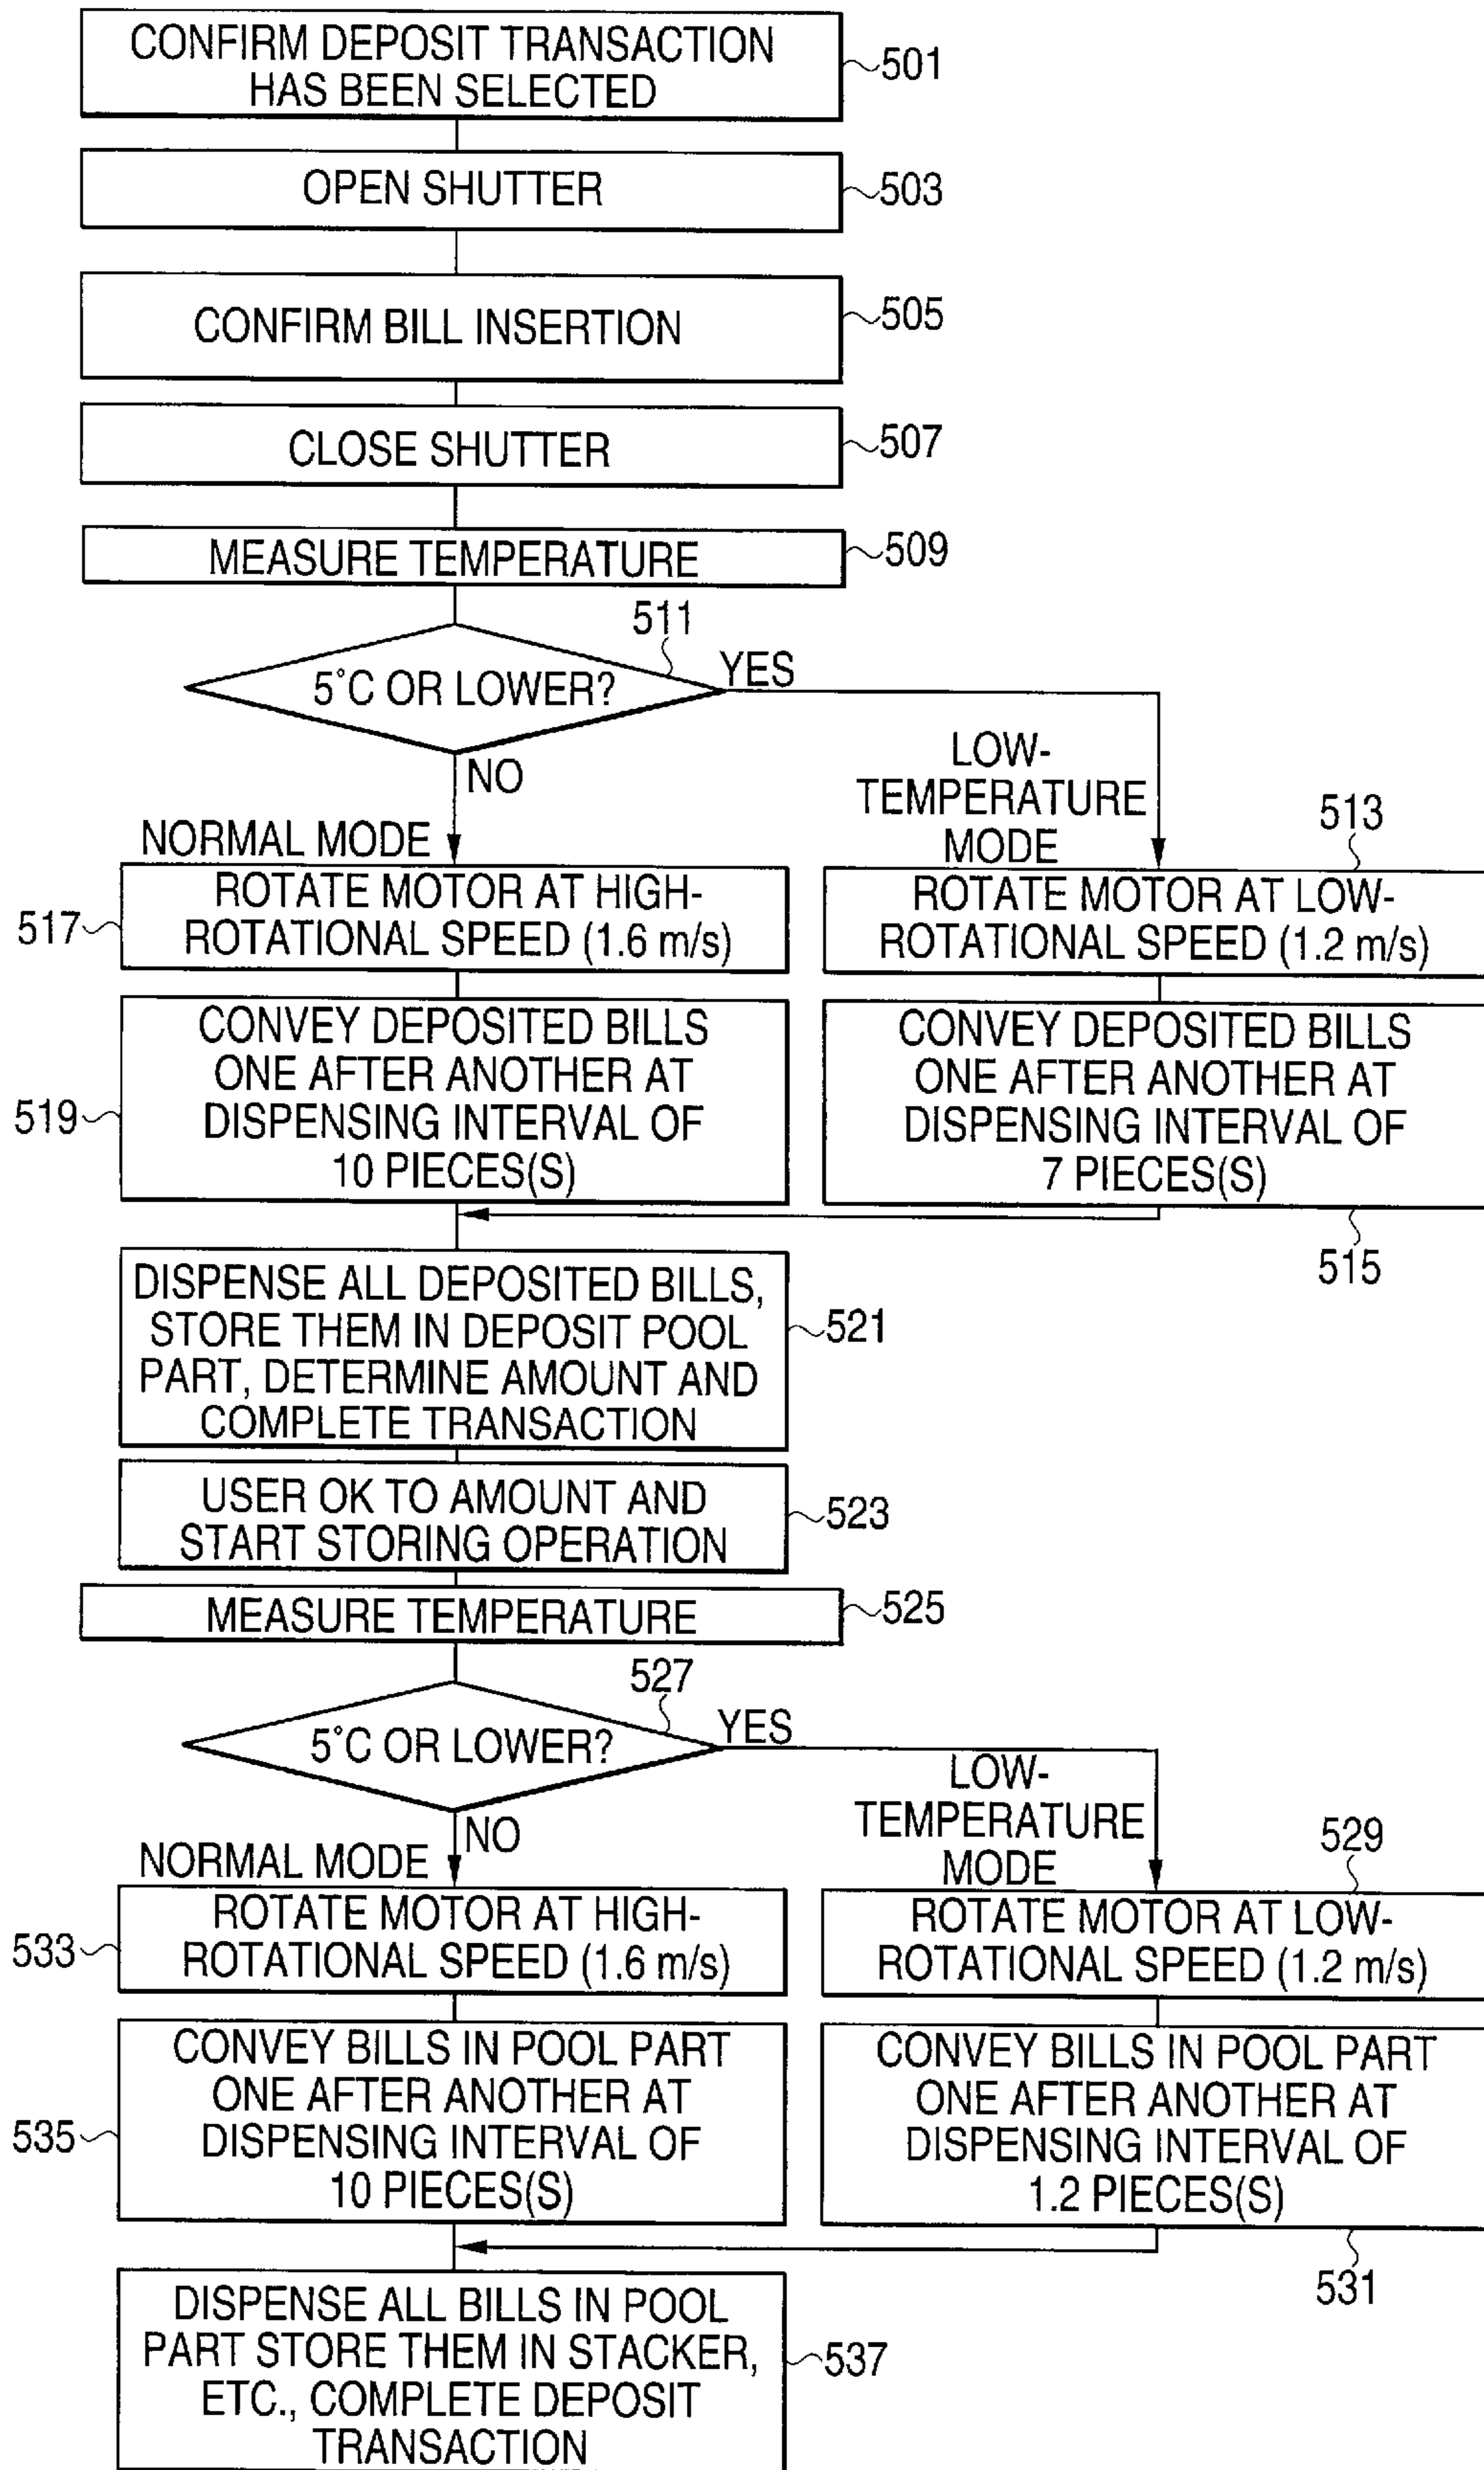 CONFIRM DEPOSIT TRANSACTION
HAS BEEN SELECTED
501
OPEN SHUTTER
503
CONFIRM BILL INSERTION
505
CLOSE SHUTTER
507
MEASURE TEMPERATURE
509
511
5°C OR LOWER?
YES
NO
LOW-
TEMPERATURE
MODE
513
NORMAL MODE
517
ROTATE MOTOR AT HIGH-
ROTATIONAL SPEED (1.6 m/s)
ROTATE MOTOR AT LOW-
ROTATIONAL SPEED (1.2 m/s)
519
CONVEY DEPOSITED BILLS
ONE AFTER ANOTHER AT
DISPENSING INTERVAL OF
10 PIECES(S)
CONVEY DEPOSITED BILLS
ONE AFTER ANOTHER AT
DISPENSING INTERVAL OF
7 PIECES(S)
515
DISPENSE ALL DEPOSITED BILLS,
STORE THEM IN DEPOSIT POOL
PART, DETERMINE AMOUNT AND
COMPLETE TRANSACTION
521
USER OK TO AMOUNT AND
START STORING OPERATION
523
MEASURE TEMPERATURE
525
527
5°C OR LOWER?
YES
NO
LOW-
TEMPERATURE
MODE
529
NORMAL MODE
533
ROTATE MOTOR AT HIGH-
ROTATIONAL SPEED (1.6 m/s)
ROTATE MOTOR AT LOW-
ROTATIONAL SPEED (1.2 m/s)
535
CONVEY BILLS IN POOL PART
ONE AFTER ANOTHER AT
DISPENSING INTERVAL OF
10 PIECES(S)
CONVEY BILLS IN POOL PART
ONE AFTER ANOTHER AT
DISPENSING INTERVAL OF
1.2 PIECES(S)
531
DISPENSE ALL BILLS IN POOL
PART STORE THEM IN STACKER,
ETC., COMPLETE DEPOSIT
TRANSACTION
537